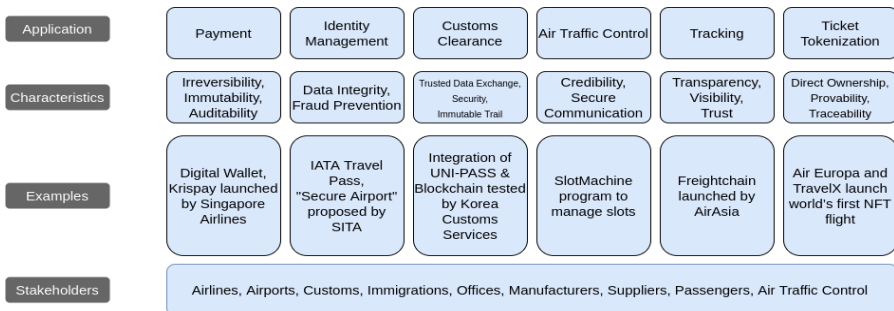 Application
Payment
Identity
Management
Customs
Clearance
Air Traffic Control
Tracking
Ticket
Tokenization
Characteristics
Irreversibility,
Immutability,
Auditability
Data Integrity,
Fraud Prevention
Trusted Data Exchange,
Security,
Immutable Trail
Credibility,
Secure
Communication
Transparency,
Visibility,
Trust
Direct Ownership,
Provability,
Traceability
Examples
Digital Wallet,
Krispay launched
by Singapore
Airlines
IATA Travel
Pass,
"Secure Airport"
proposed by
SITA
Integration of
UNI-PASS &
Blockchain tested
by Korea
Customs
Services
SlotMachine
program to
manage slots
Freightchain
launched by
AirAsia
Air Europa and
TravelX launch
world's first NFT
flight
Stakeholders
Airlines, Airports, Customs, Immigrations, Offices, Manufacturers, Suppliers, Passengers, Air Traffic Control